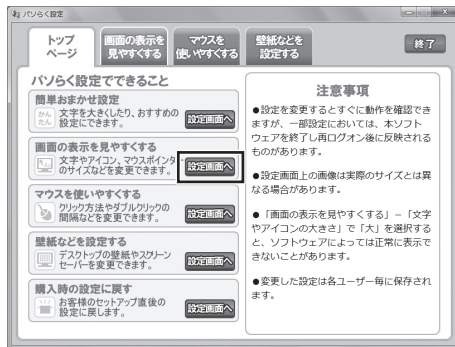 パソらく設定
トップ
ページ
画面の表示を
見やすくする
マウスを
使いやすくする
壁紙などを
設定する
終了
パソらく設定でできること
簡単おまかせ設定
かん
たん
文字を大きくしたり、おすすめの
設定にできます。
設定画面へ
画面の表示を見やすくする
文字やアイコン、マウスポインタ
のサイズなどを変更できます。
設定画面へ
マウスを使いやすくする
クリック方法やダブルクリックの
間隔などを変更できます。
設定画面へ
壁紙などを設定する
デスクトップの壁紙やスクリーン
セーバーを変更できます。
設定画面へ
購入時の設定に戻す
お客様のセットアップ直後の
設定に戻します。
設定画面へ
注意事項
●設定を変更するとすぐに動作を確認でき
ますが、一部設定においては、本ソフト
ウェアを終了し再ログオン後に反映される
ものがあります。
●設定画面上の画像は実際のサイズとは異
なる場合があります。
●「画面の表示を見やすくする」－「文字
やアイコンの大きさ」で「大」を選択する
と、ソフトウェアによっては正常に表示で
きないことがあります。
●変更した設定は各ユーザー毎に保存され
ます。